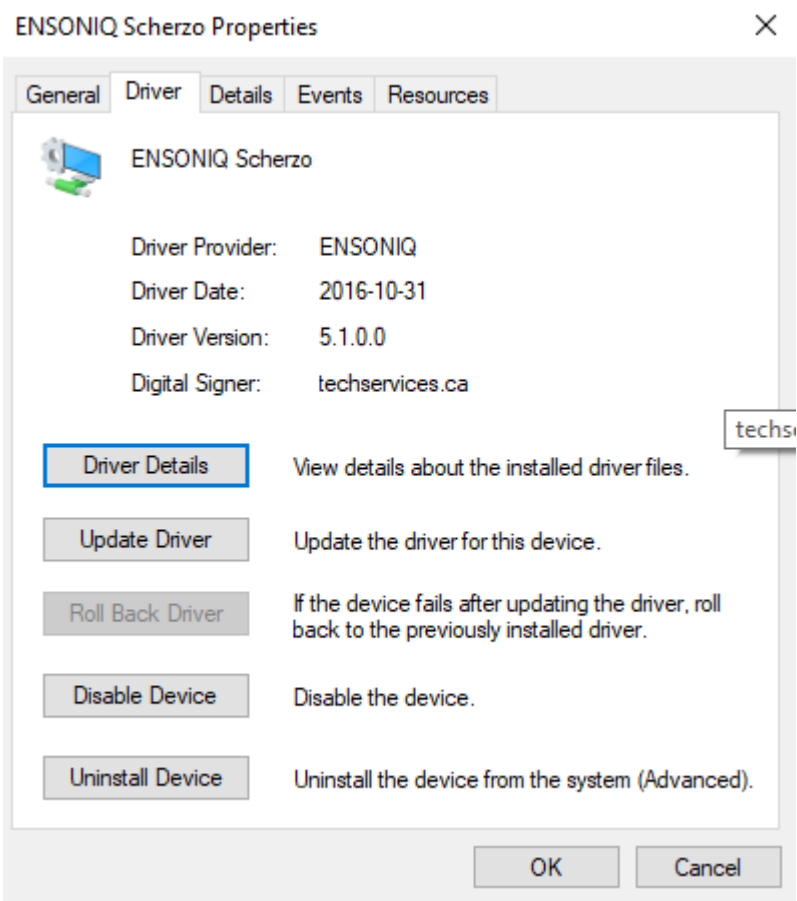 ENSONIQ Scherzo Properties
General Driver Details Events Resources
ENSONIQ Scherzo
Driver Provider: ENSONIQ
Driver Date: 2016-10-31
Driver Version: 5.1.0.0
Digital Signer: techservices.ca
techs
Driver Details View details about the installed driver files.
Update Driver Update the driver for this device.
Roll Back Driver If the device fails after updating the driver, roll
back to the previously installed driver.
Disable Device Disable the device.
Uninstall Device Uninstall the device from the system (Advanced).
OK Cancel